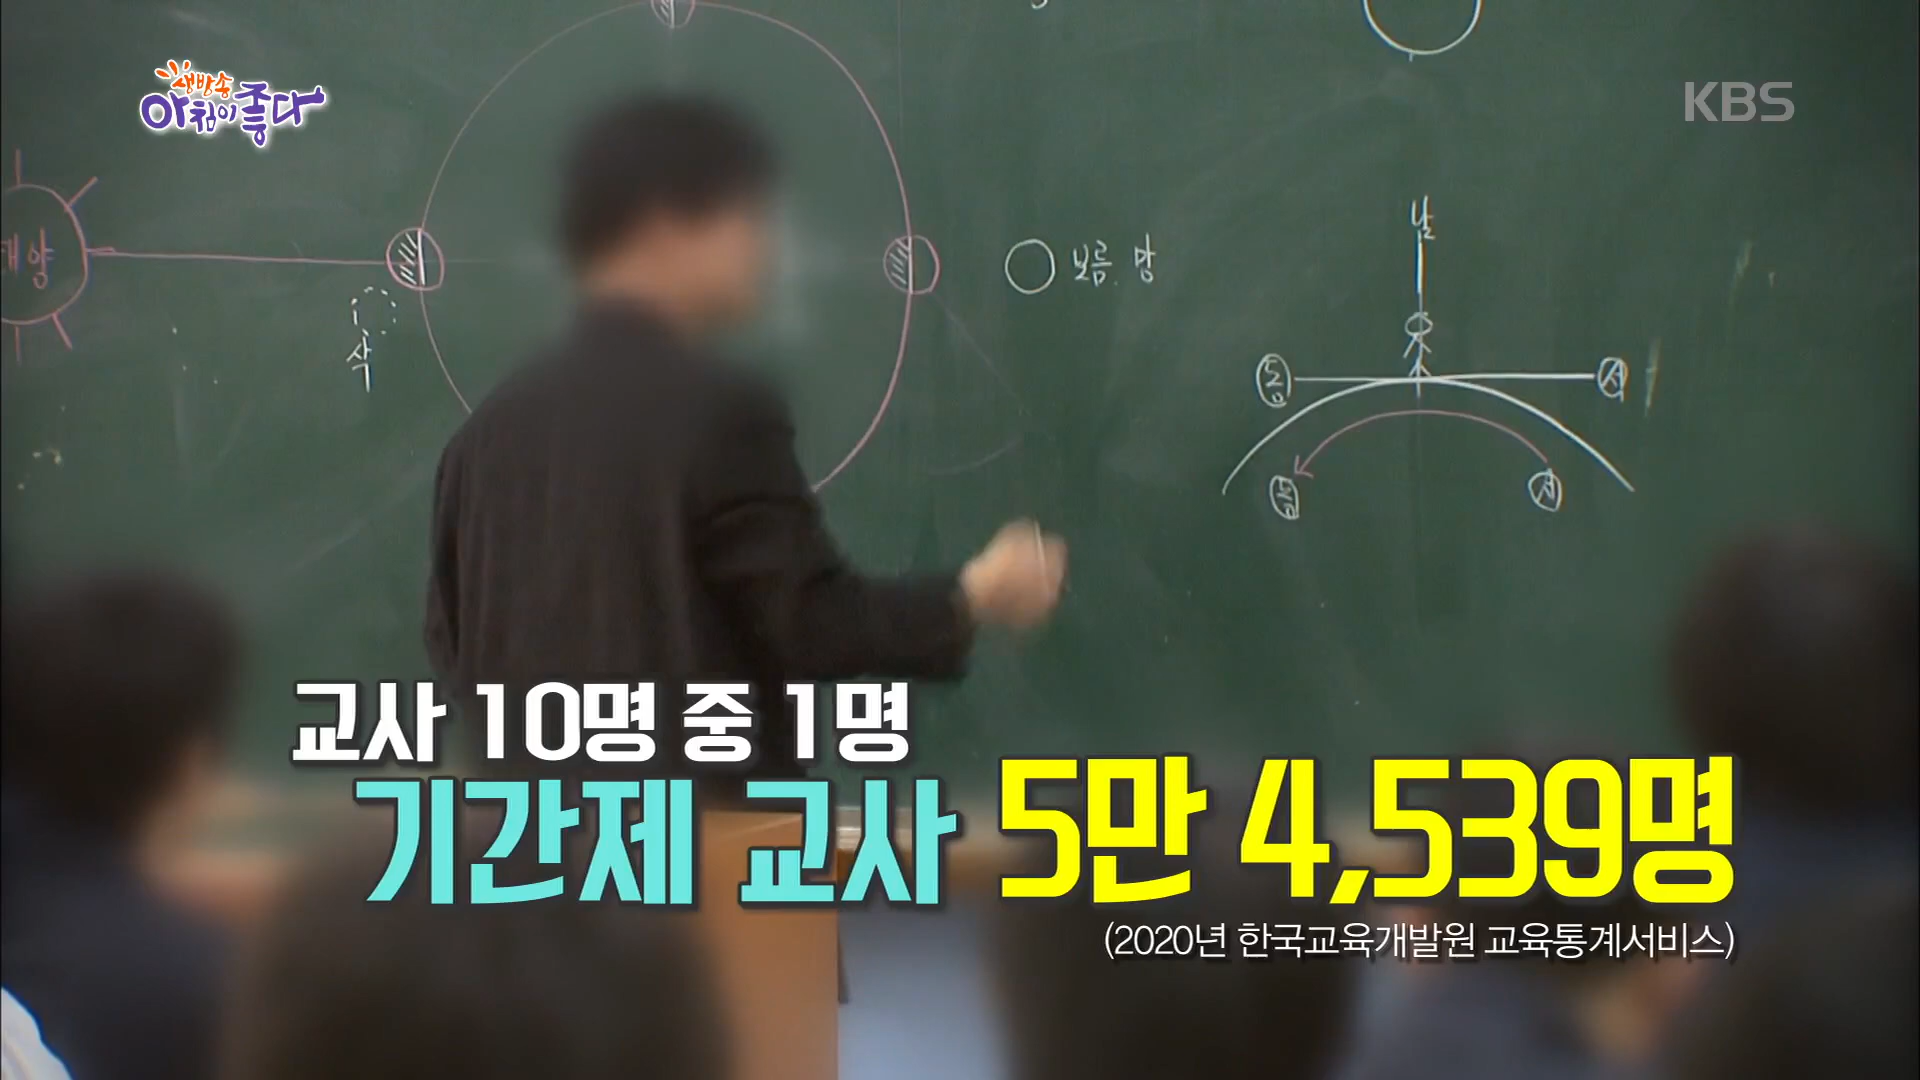 생방송
아침이 좋다
KBS
태양
삭
보름. 망
남
동
서
동
서
교사 10명 중 1명
기간제 교사 5만 4,539명
(2020년 한국교육개발원 교육통계서비스)